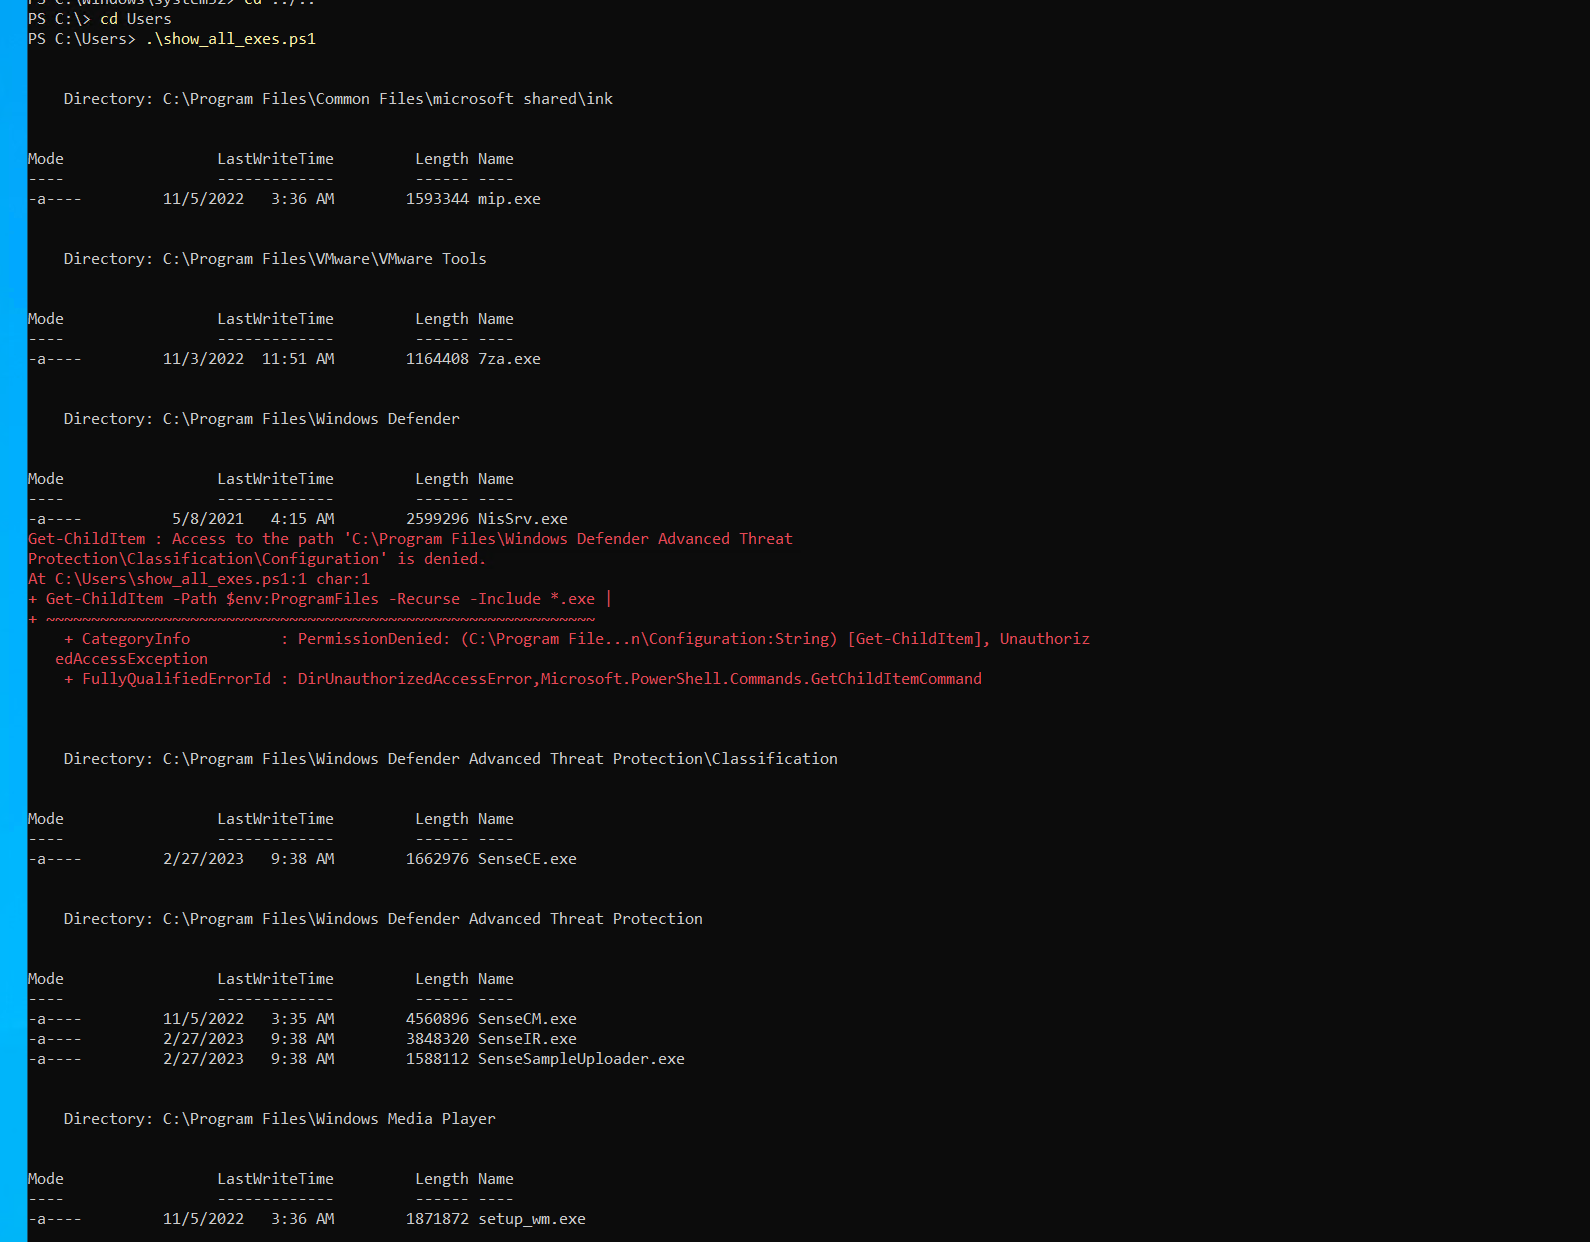 PS C:\Windows\system32> cd ../..
PS C:\> cd Users
PS C:\Users> .\show_all_exes.ps1
Directory: C:\Program Files\Common Files\microsoft shared\ink
Mode LastWriteTime Length Name
---- ------------- ------ ----
-a---- 11/5/2022 3:36 AM 1593344 mip.exe
Directory: C:\Program Files\VMware\VMware Tools
Mode LastWriteTime Length Name
---- ------------- ------ ----
-a---- 11/3/2022 11:51 AM 1164408 7za.exe
Directory: C:\Program Files\Windows Defender
Mode LastWriteTime Length Name
---- ------------- ------ ----
-a---- 5/8/2021 4:15 AM 2599296 NisSrv.exe
Get-ChildItem : Access to the path 'C:\Program Files\Windows Defender Advanced Threat
Protection\Classification\Configuration' is denied.
At C:\Users\show_all_exes.ps1:1 char:1
+ Get-ChildItem -Path $env:ProgramFiles -Recurse -Include *.exe |
+ ~~~~~~~~~~~~~~~~~~~~~~~~~~~~~~~~~~~~~~~~~~~~~~~~~~~~~~~~~~~~~
+ CategoryInfo : PermissionDenied: (C:\Program File...n\Configuration:String) [Get-ChildItem], Unauthoriz
edAccessException
+ FullyQualifiedErrorId : DirUnauthorizedAccessError,Microsoft.PowerShell.Commands.GetChildItemCommand
Directory: C:\Program Files\Windows Defender Advanced Threat Protection\Classification
Mode LastWriteTime Length Name
---- ------------- ------ ----
-a---- 2/27/2023 9:38 AM 1662976 SenseCE.exe
Directory: C:\Program Files\Windows Defender Advanced Threat Protection
Mode LastWriteTime Length Name
---- ------------- ------ ----
-a---- 11/5/2022 3:35 AM 4560896 SenseCM.exe
-a---- 2/27/2023 9:38 AM 3848320 SenseIR.exe
-a---- 2/27/2023 9:38 AM 1588112 SenseSampleUploader.exe
Directory: C:\Program Files\Windows Media Player
Mode LastWriteTime Length Name
---- ------------- ------ ----
-a---- 11/5/2022 3:36 AM 1871872 setup_wm.exe